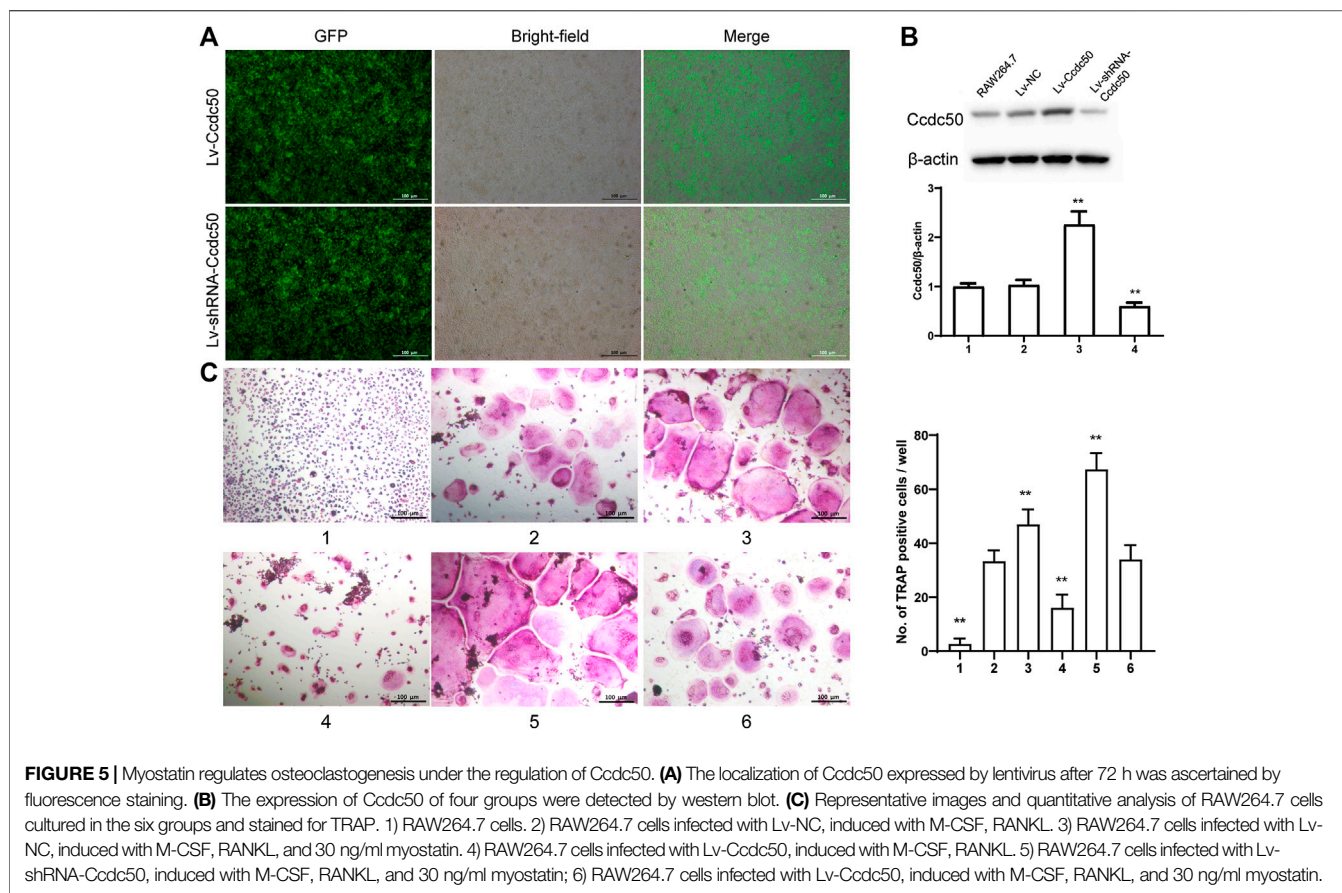 A
GFP
Bright-field
Merge
Lv-Ccdc50
100 μm
100 μm
100 μm
Lv-shRNA-Ccdc50
100 μm
100 μm
100 μm
B
RAW264.7
Lv-NC
Lv-Ccdc50
Lv-shRNA-
Ccdc50
Ccdc50
β-actin
Ccdc50/β-actin
3
2
1
0
**
**
1 2 3 4
C
100 μm
100 μm
100 μm
1 2 3
100 μm
100 μm
100 μm
4 5 6
No. of TRAP positive cells / well
80
60
40
20
0
**
**
**
**
1 2 3 4 5 6
FIGURE 5 | Myostatin regulates osteoclastogenesis under the regulation of Ccdc50. (A) The localization of Ccdc50 expressed by lentivirus after 72 h was ascertained by
fluorescence staining. (B) The expression of Ccdc50 of four groups were detected by western blot. (C) Representative images and quantitative analysis of RAW264.7 cells
cultured in the six groups and stained for TRAP. 1) RAW264.7 cells. 2) RAW264.7 cells infected with Lv-NC, induced with M-CSF, RANKL. 3) RAW264.7 cells infected with Lv-
NC, induced with M-CSF, RANKL, and 30 ng/ml myostatin. 4) RAW264.7 cells infected with Lv-Ccdc50, induced with M-CSF, RANKL. 5) RAW264.7 cells infected with Lv-
shRNA-Ccdc50, induced with M-CSF, RANKL, and 30 ng/ml myostatin; 6) RAW264.7 cells infected with Lv-Ccdc50, induced with M-CSF, RANKL, and 30 ng/ml myostatin.